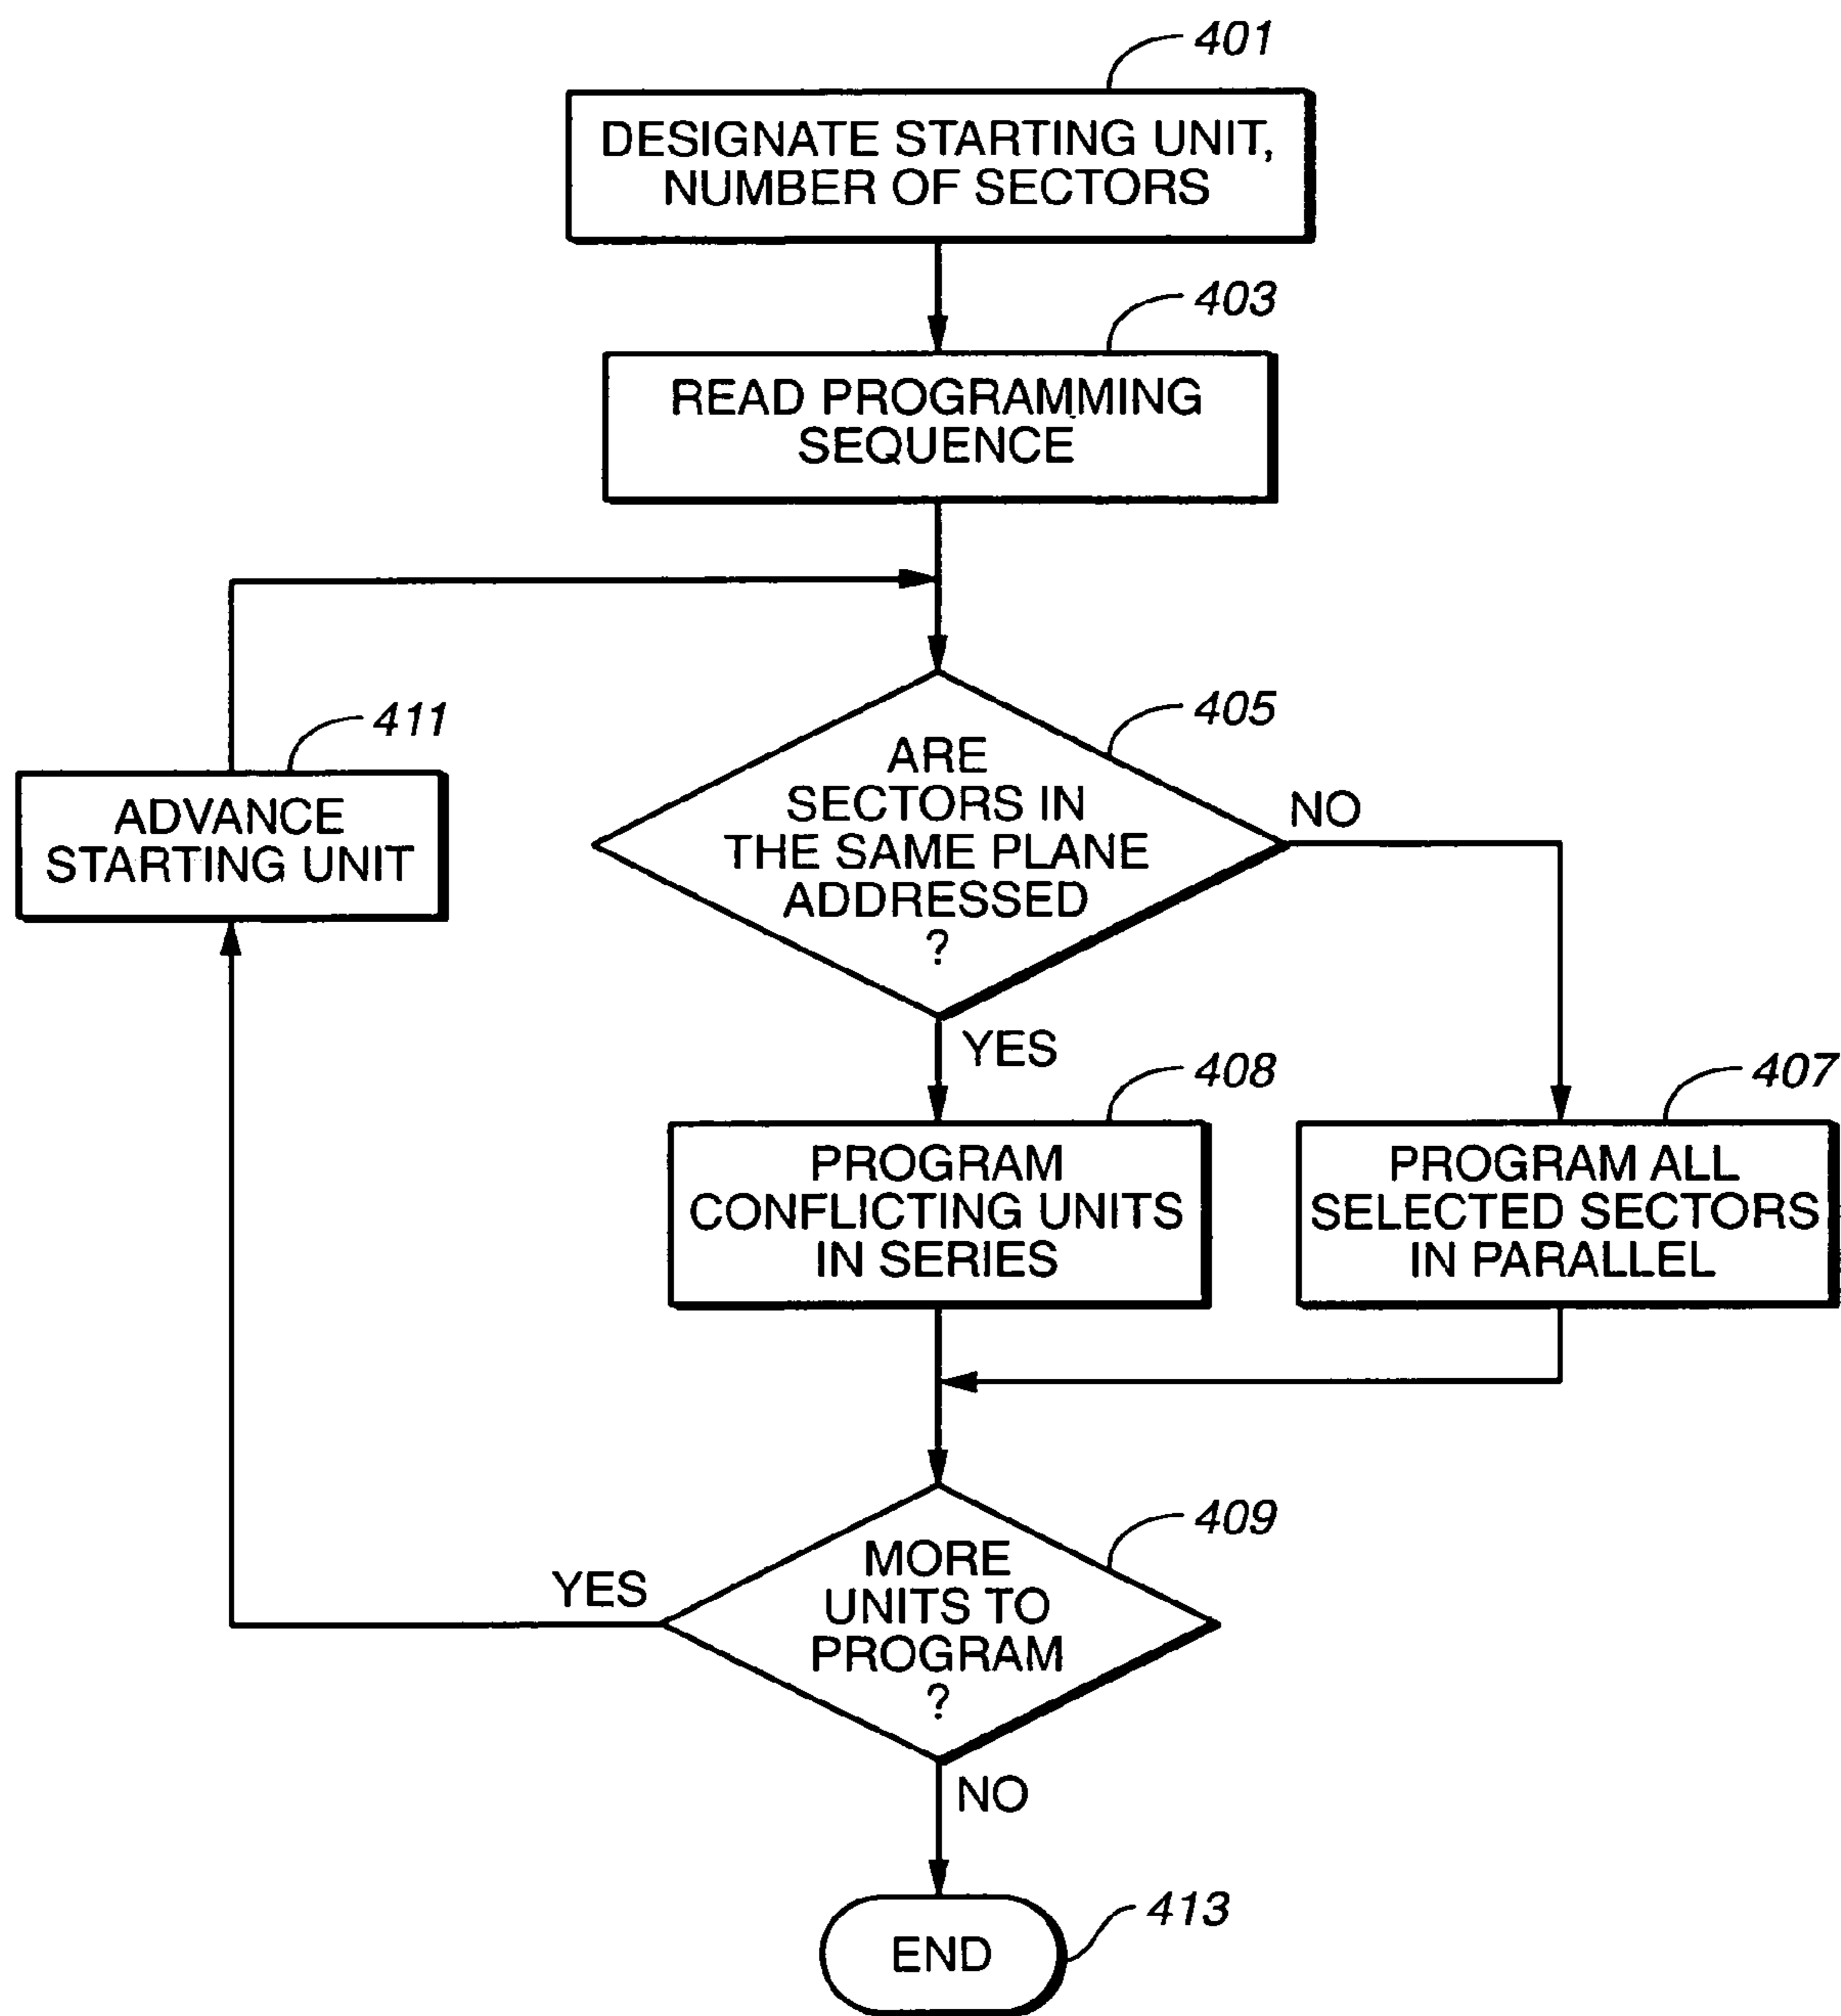 401
DESIGNATE STARTING UNIT,
NUMBER OF SECTORS
403
READ PROGRAMMING
SEQUENCE
411
ADVANCE
STARTING UNIT
405
ARE
SECTORS IN
THE SAME PLANE
ADDRESSED
?
NO
YES
408
PROGRAM
CONFLICTING UNITS
IN SERIES
407
PROGRAM ALL
SELECTED SECTORS
IN PARALLEL
409
MORE
UNITS TO
PROGRAM
?
YES
NO
413
END